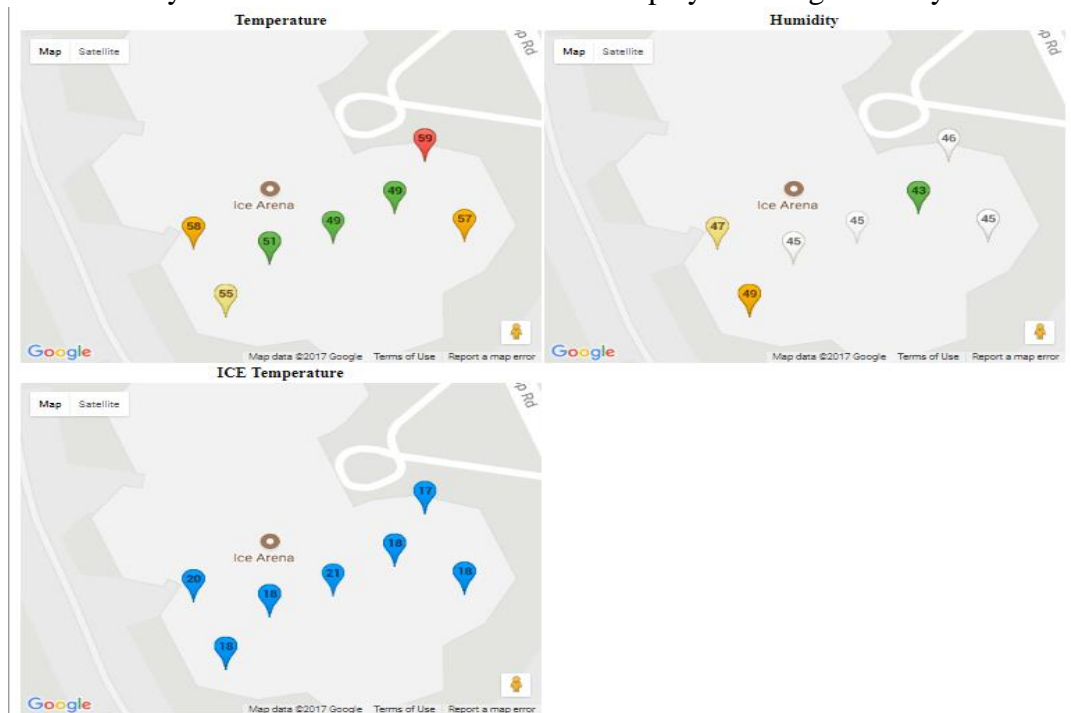 Temperature
Map Satellite
p Rd
59
49
Ice Arena
58
49
57
51
55
Google
Map data ©2017 Google Terms of Use Report a map error
Humidity
Map Satellite
p Rd
46
43
Ice Arena
47
45
45
45
49
Google
Map data ©2017 Google Terms of Use Report a map error
ICE Temperature
Map Satellite
p Rd
17
18
Ice Arena
20
21
18
18
18
Google
Map data ©2017 Google Terms of Use Report a map error